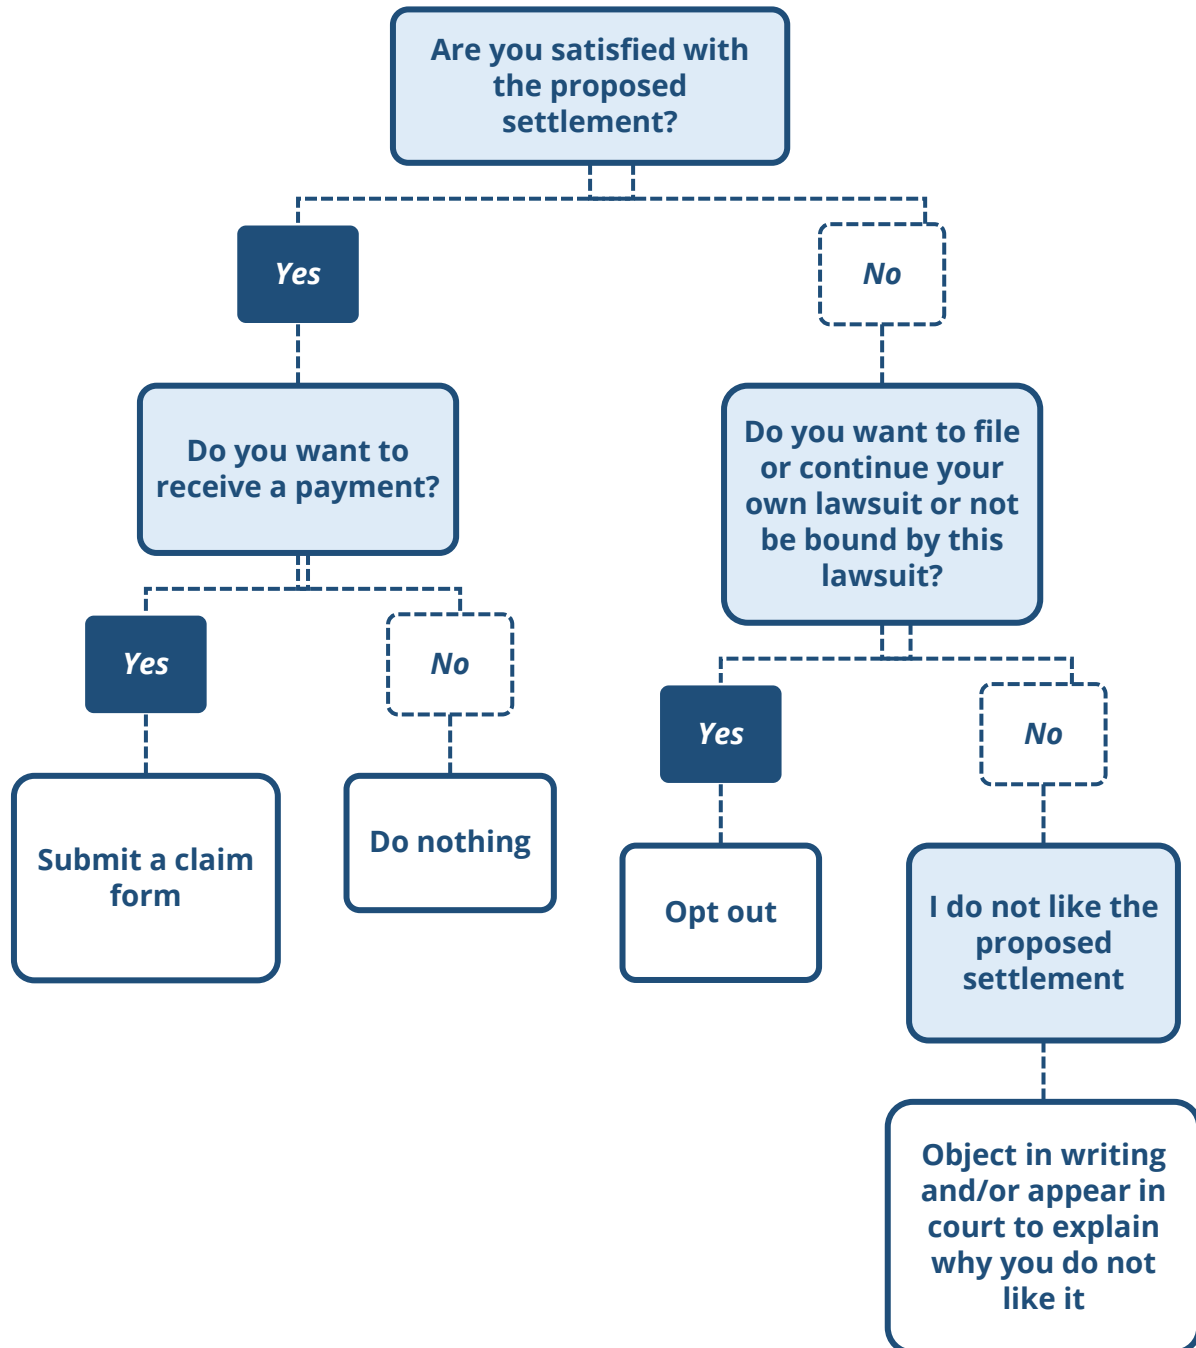 Are you satisfied with
the proposed
settlement?
Yes
No
Do you want to
receive a payment?
Do you want to file
or continue your
own lawsuit or not
be bound by this
lawsuit?
Yes
No
Yes
No
Submit a claim
form
Do nothing
Opt out
I do not like the
proposed
settlement
Object in writing
and/or appear in
court to explain
why you do not
like it